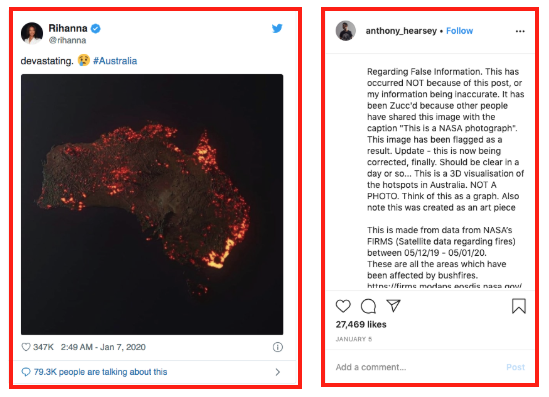 Rihanna
@rihanna
devastating. 😢 #Australia
347K 2:49 AM - Jan 7, 2020
79.3K people are talking about this
anthony_hearsey • Follow
Regarding False Information. This has
occurred NOT because of this post, or
my information being inaccurate. It has
been Zucc'd because other people
have shared this image with the
caption "This is a NASA photograph".
This image has been flagged as a
result. Update - this is now being
corrected, finally. Should be clear in a
day or so... This is a 3D visualisation of
the hotspots in Australia. NOT A
PHOTO. Think of this as a graph. Also
note this was created as an art piece
This is made from data from NASA's
FIRMS (Satellite data regarding fires)
between 05/12/19 - 05/01/20.
These are all the areas which have
been affected by bushfires.
https://firms.modaps.eosdis.nasa.gov/
27,469 likes
JANUARY 5
Add a comment...
Post